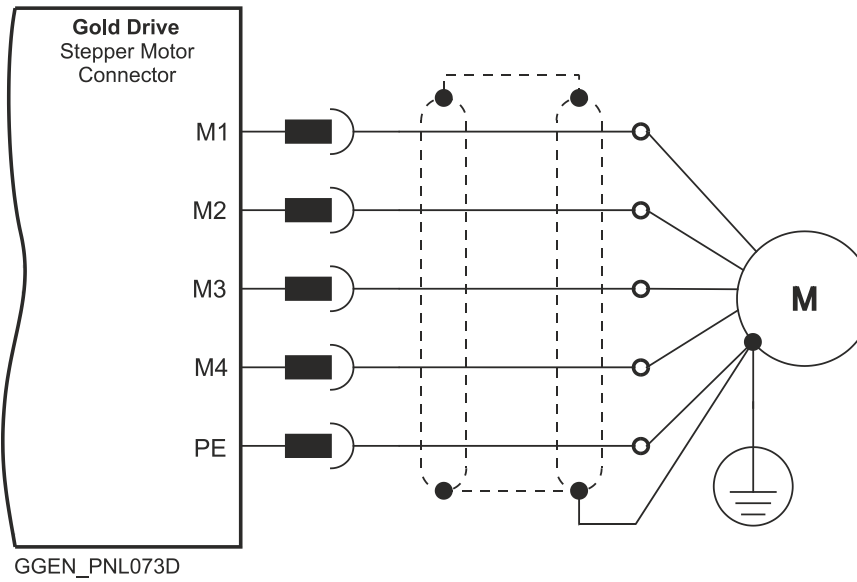 Gold Drive
Stepper Motor
Connector
M1
M2
M3
M4
PE
M
GGEN_PNL073D